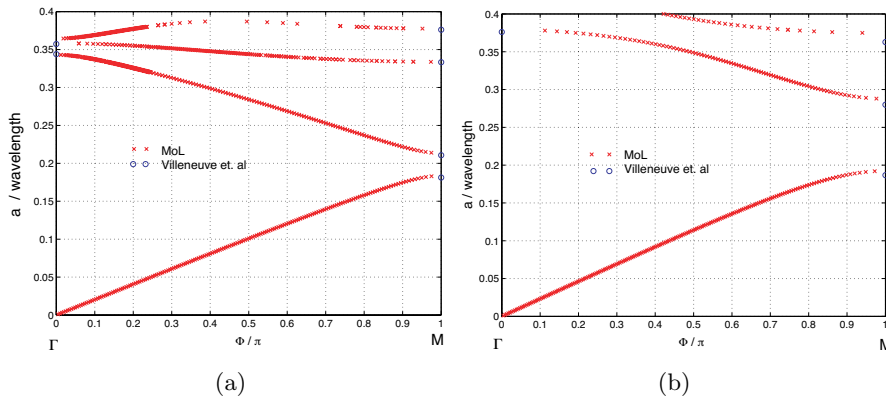 0.4
0.35
0.3
0.25
0.2
0.15
0.1
0.05
0
a / wavelength
× × MoL
○ ○ Villeneuve et. al
0 0.1 0.2 0.3 0.4 0.5 0.6 0.7 0.8 0.9 1
Γ Φ / π M
(a)
0.4
0.35
0.3
0.25
0.2
0.15
0.1
0.05
0
a / wavelength
× × MoL
○ ○ Villeneuve et. al
0 0.1 0.2 0.3 0.4 0.5 0.6 0.7 0.8 0.9 1
Γ Φ / π M
(b)